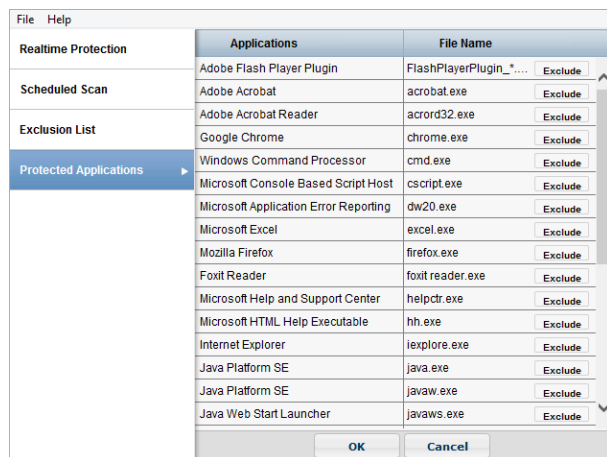 File Help
Realtime Protection
Scheduled Scan
Exclusion List
Protected Applications
Applications File Name
Adobe Flash Player Plugin FlashPlayerPlugin_*.... Exclude
Adobe Acrobat acrobat.exe Exclude
Adobe Acrobat Reader acrord32.exe Exclude
Google Chrome chrome.exe Exclude
Windows Command Processor cmd.exe Exclude
Microsoft Console Based Script Host cscript.exe Exclude
Microsoft Application Error Reporting dw20.exe Exclude
Microsoft Excel excel.exe Exclude
Mozilla Firefox firefox.exe Exclude
Foxit Reader foxit reader.exe Exclude
Microsoft Help and Support Center helpctr.exe Exclude
Microsoft HTML Help Executable hh.exe Exclude
Internet Explorer iexplore.exe Exclude
Java Platform SE java.exe Exclude
Java Platform SE javaw.exe Exclude
Java Web Start Launcher javaws.exe Exclude
OK Cancel